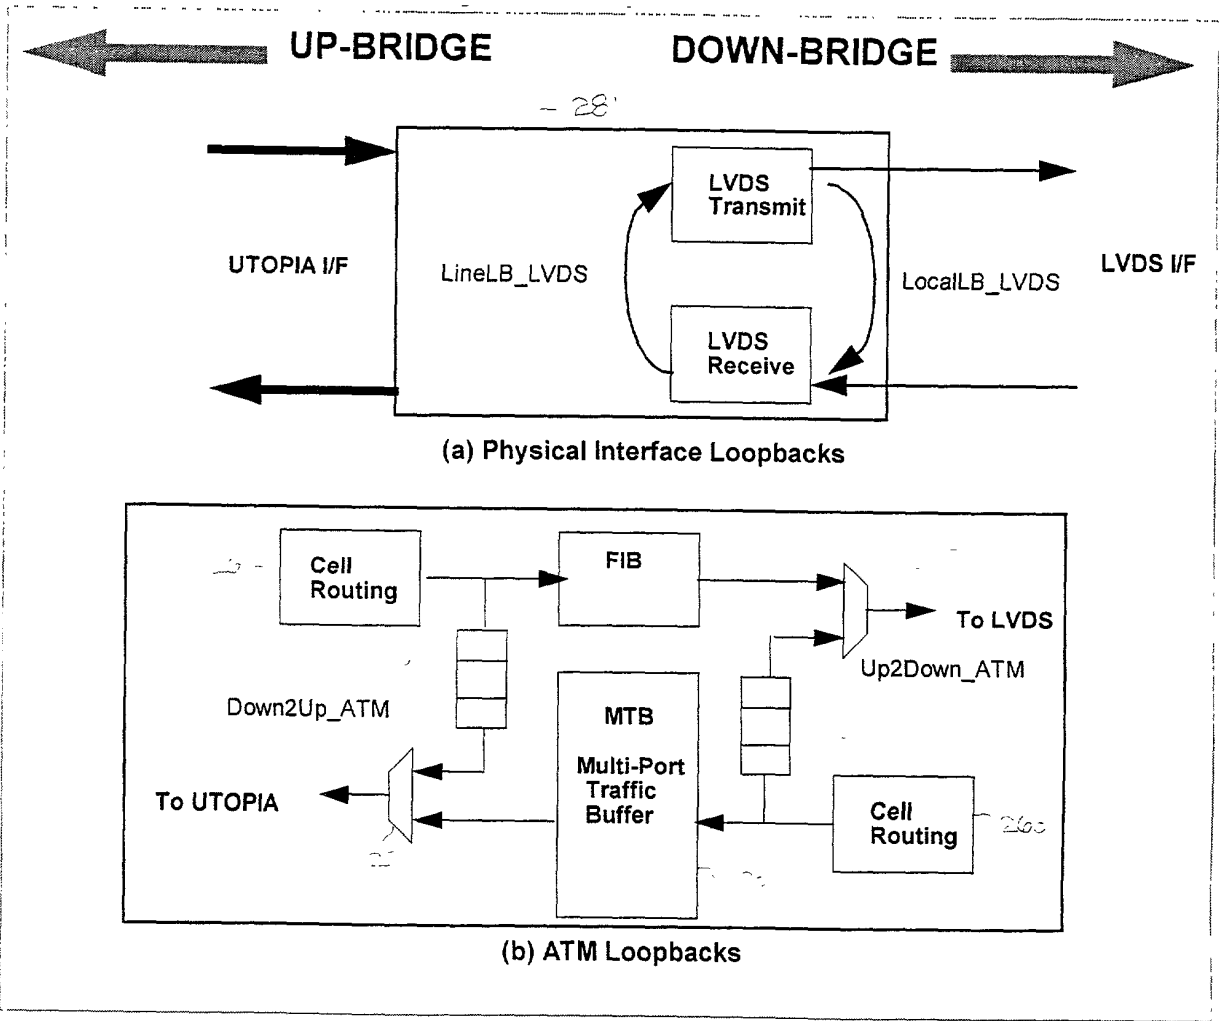 UP-BRIDGE
DOWN-BRIDGE
28
LVDS
Transmit
UTOPIA I/F
LineLB_LVDS
LocalLB_LVDS
LVDS I/F
LVDS
Receive
(a) Physical Interface Loopbacks
Cell
Routing
FIB
To LVDS
Up2Down_ATM
Down2Up_ATM
MTB
Multi-Port
Traffic
Buffer
To UTOPIA
Cell
Routing
260
(b) ATM Loopbacks